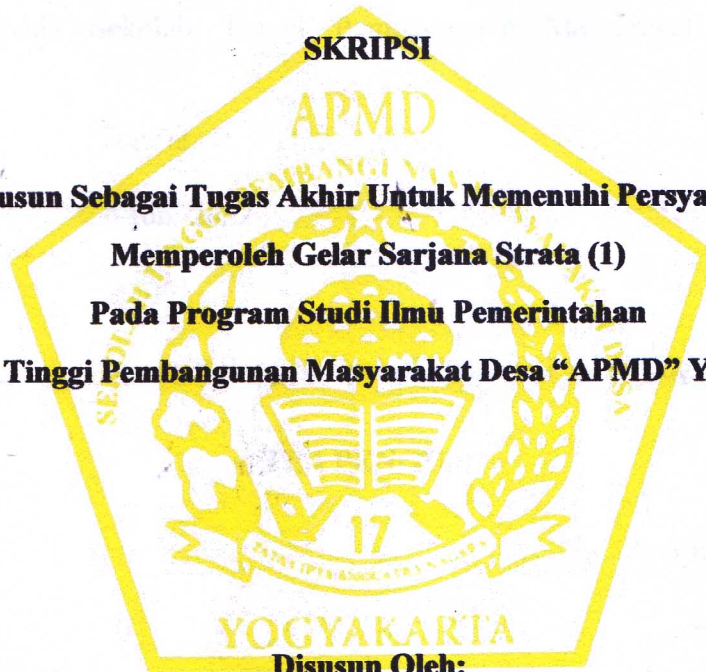 SKRIPSI
APMD
usun Sebagai Tugas Akhir Untuk Memenuhi Persya
Memperoleh Gelar Sarjana Strata (1)
Pada Program Studi Ilmu Pemerintahan
Tinggi Pembangunan Masyarakat Desa “APMD” Y
17
YOGYAKARTA
Disusun Oleh: